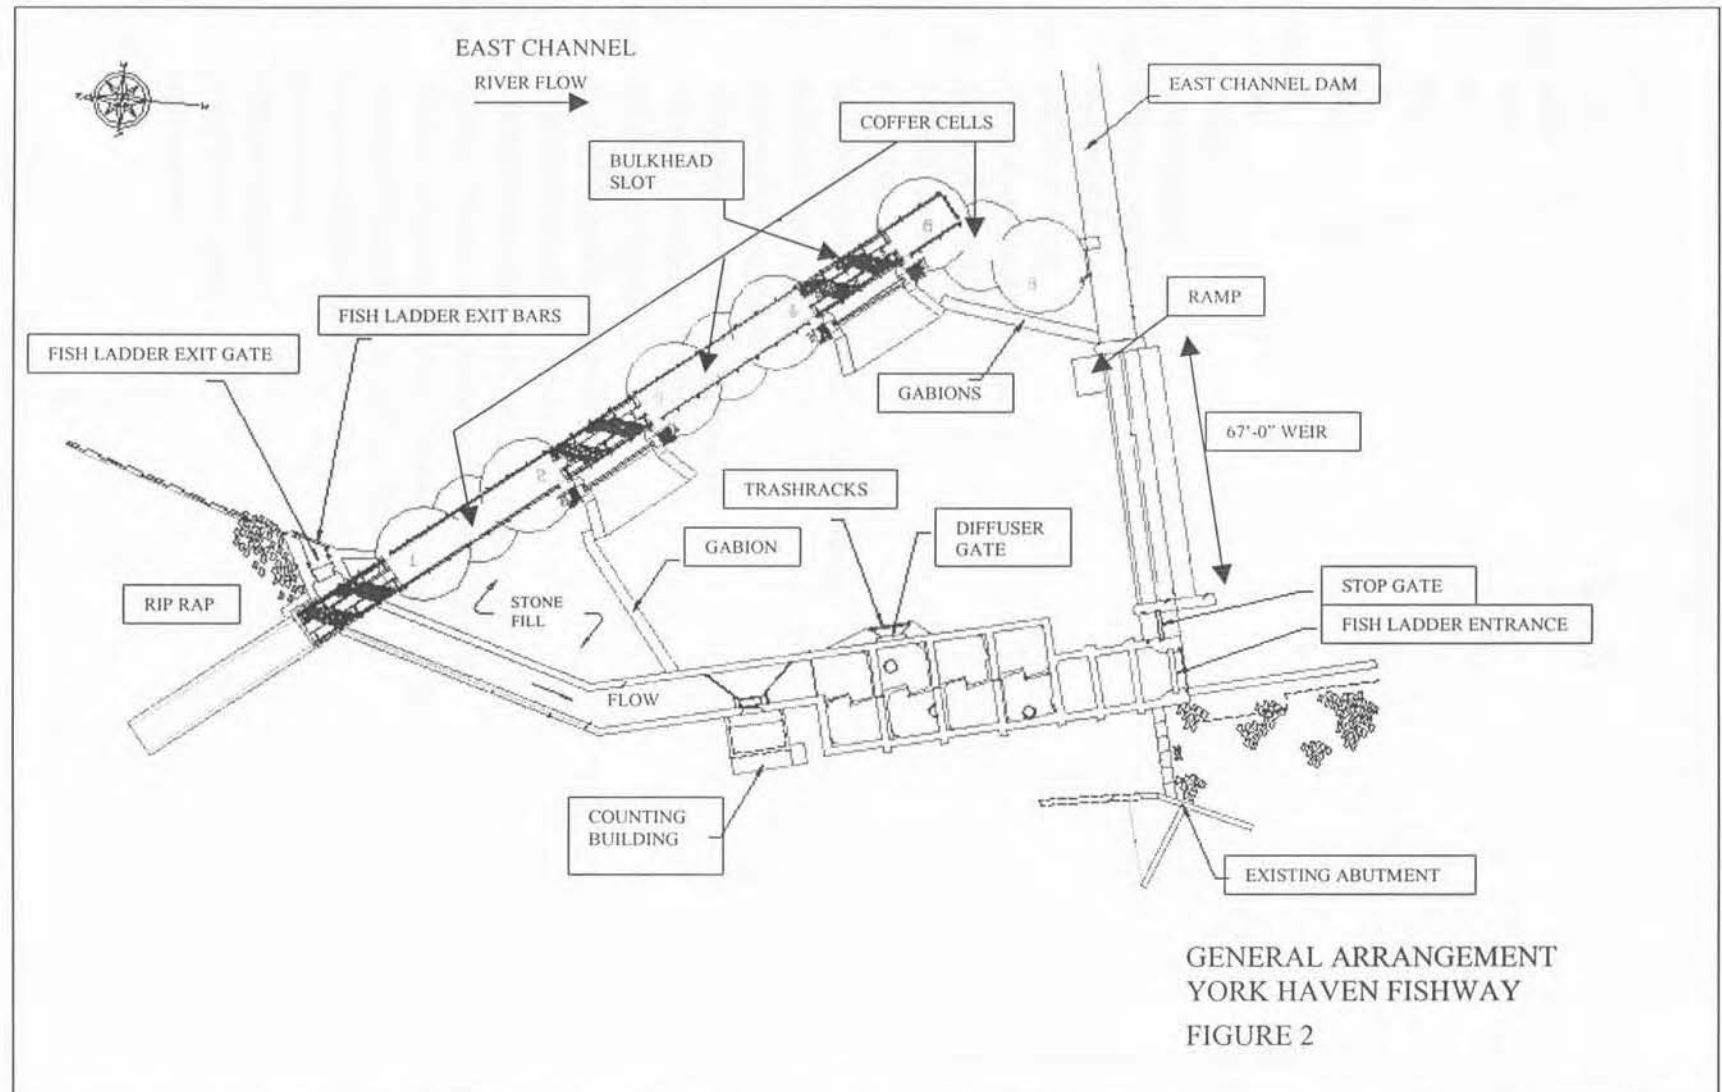 EAST CHANNEL
RIVER FLOW
EAST CHANNEL DAM
COFFER CELLS
BULKHEAD
SLOT
RAMP
FISH LADDER EXIT BARS
FISH LADDER EXIT GATE
GABIONS
67'-0" WEIR
TRASHRACKS
DIFFUSER
GATE
GABION
STOP GATE
RIP RAP
STONE
FILL
FISH LADDER ENTRANCE
FLOW
COUNTING
BUILDING
EXISTING ABUTMENT
GENERAL ARRANGEMENT
YORK HAVEN FISHWAY
FIGURE 2
1
2